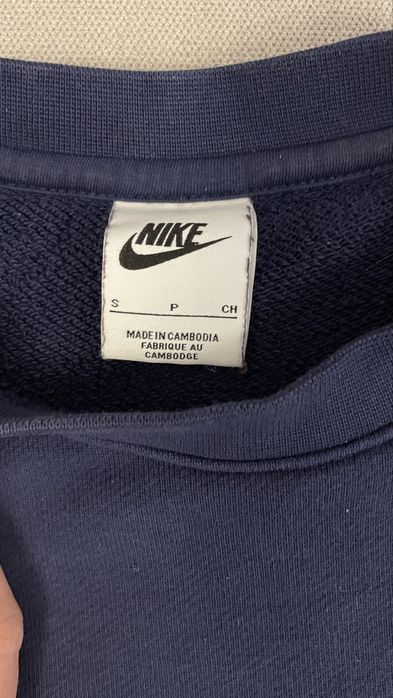 NIKE
S P CH
MADE IN CAMBODIA
FABRIQUE AU
CAMBODGE